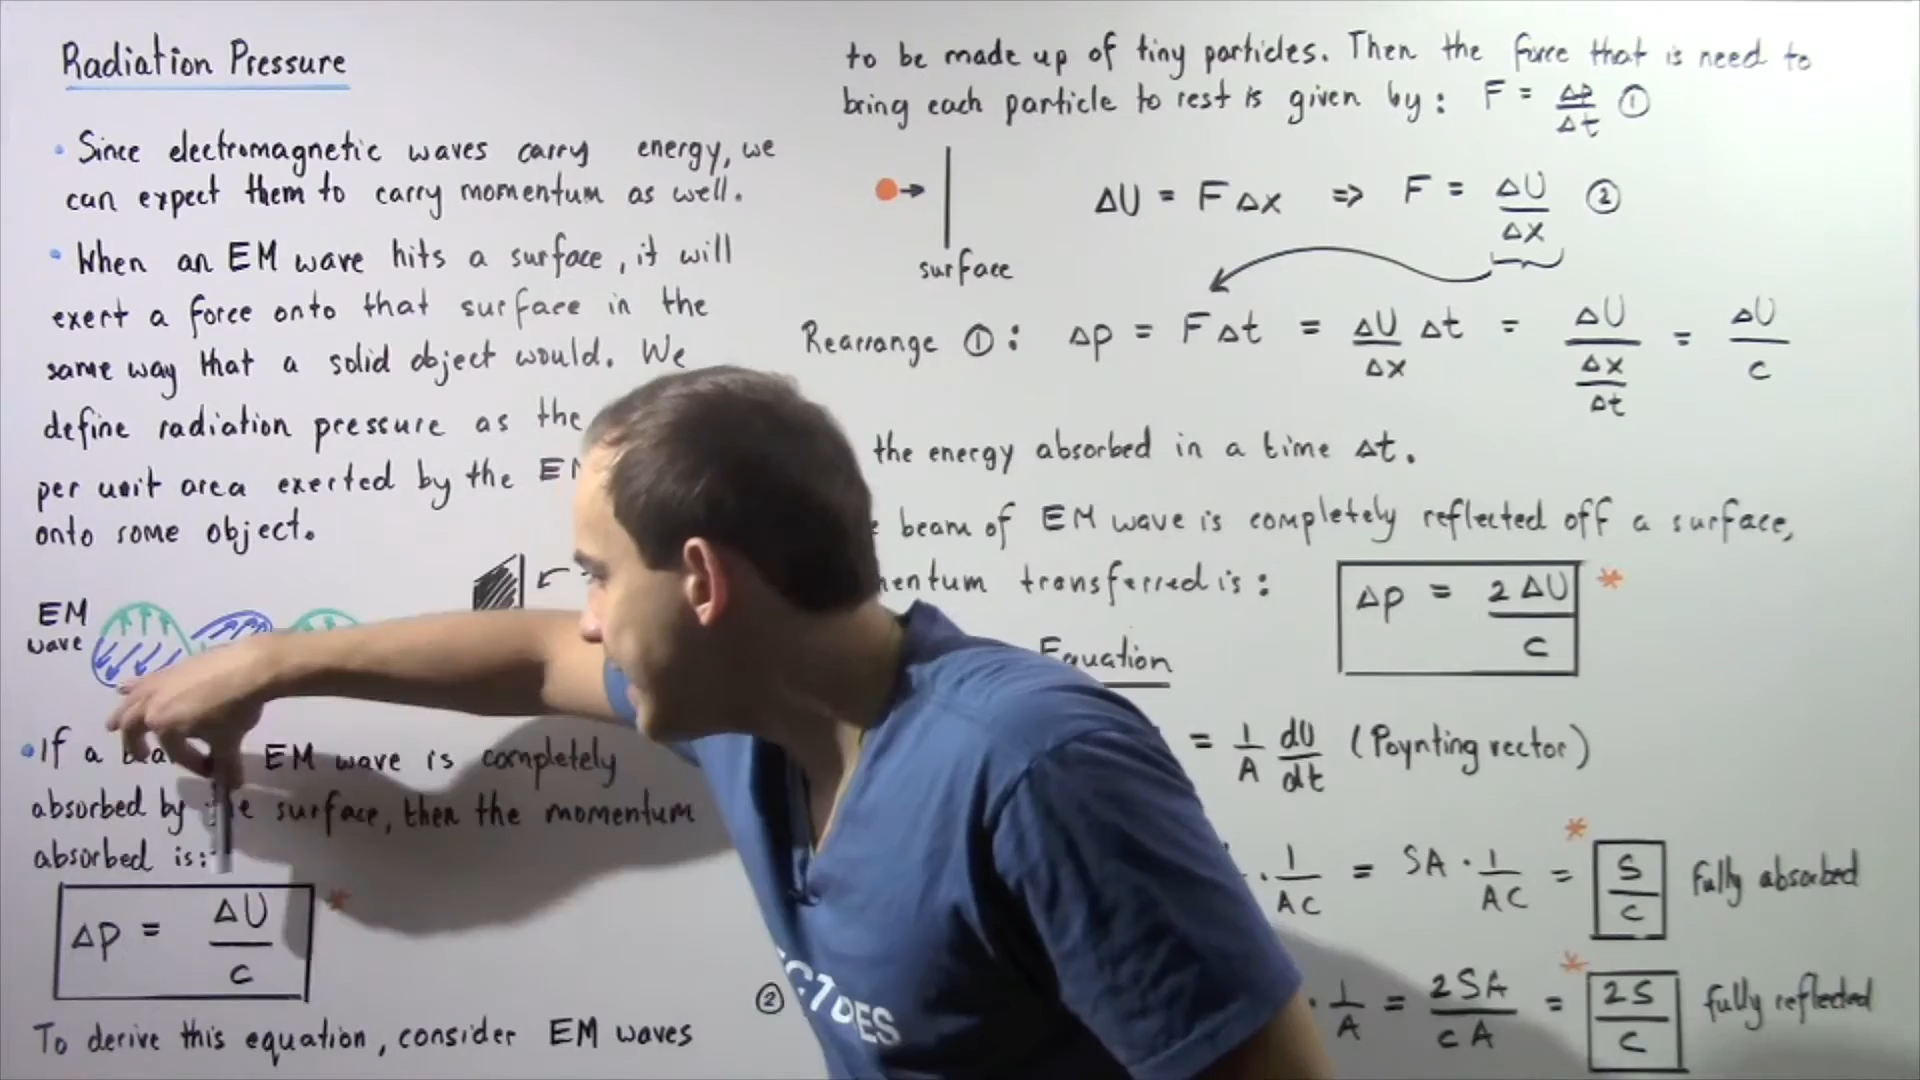 Radiation Pressure
• Since electromagnetic waves carry energy, we
can expect them to carry momentum as well.
• When an EM wave hits a surface, it will
exert a force onto that surface in the
same way that a solid object would. We
define radiation pressure as the
per unit area exerted by the
onto some object.
EM
wave
• If a EM wave is completely
absorbed by surface, then the momentum
absorbed is:
Δp = ΔU/c *
To derive this equation, consider EM waves
to be made up of tiny particles. Then the force that is need to
bring each particle to rest is given by: F = Δp/Δt ①
surface
ΔU = FΔx => F = ΔU/Δx ②
Rearrange ①: Δp = FΔt = ΔU/Δx Δt = ΔU/(Δx/Δt) = ΔU/c
the energy absorbed in a time Δt.
beam of EM wave is completely reflected off a surface,
transferred is: Δp = 2ΔU/c *
Equation
= 1/A dU/dt (Poynting vector)
· 1/AC = SA · 1/AC = S/C * fully absorbed
②
· 1/A = 2SA/CA = 2S/C * fully reflected